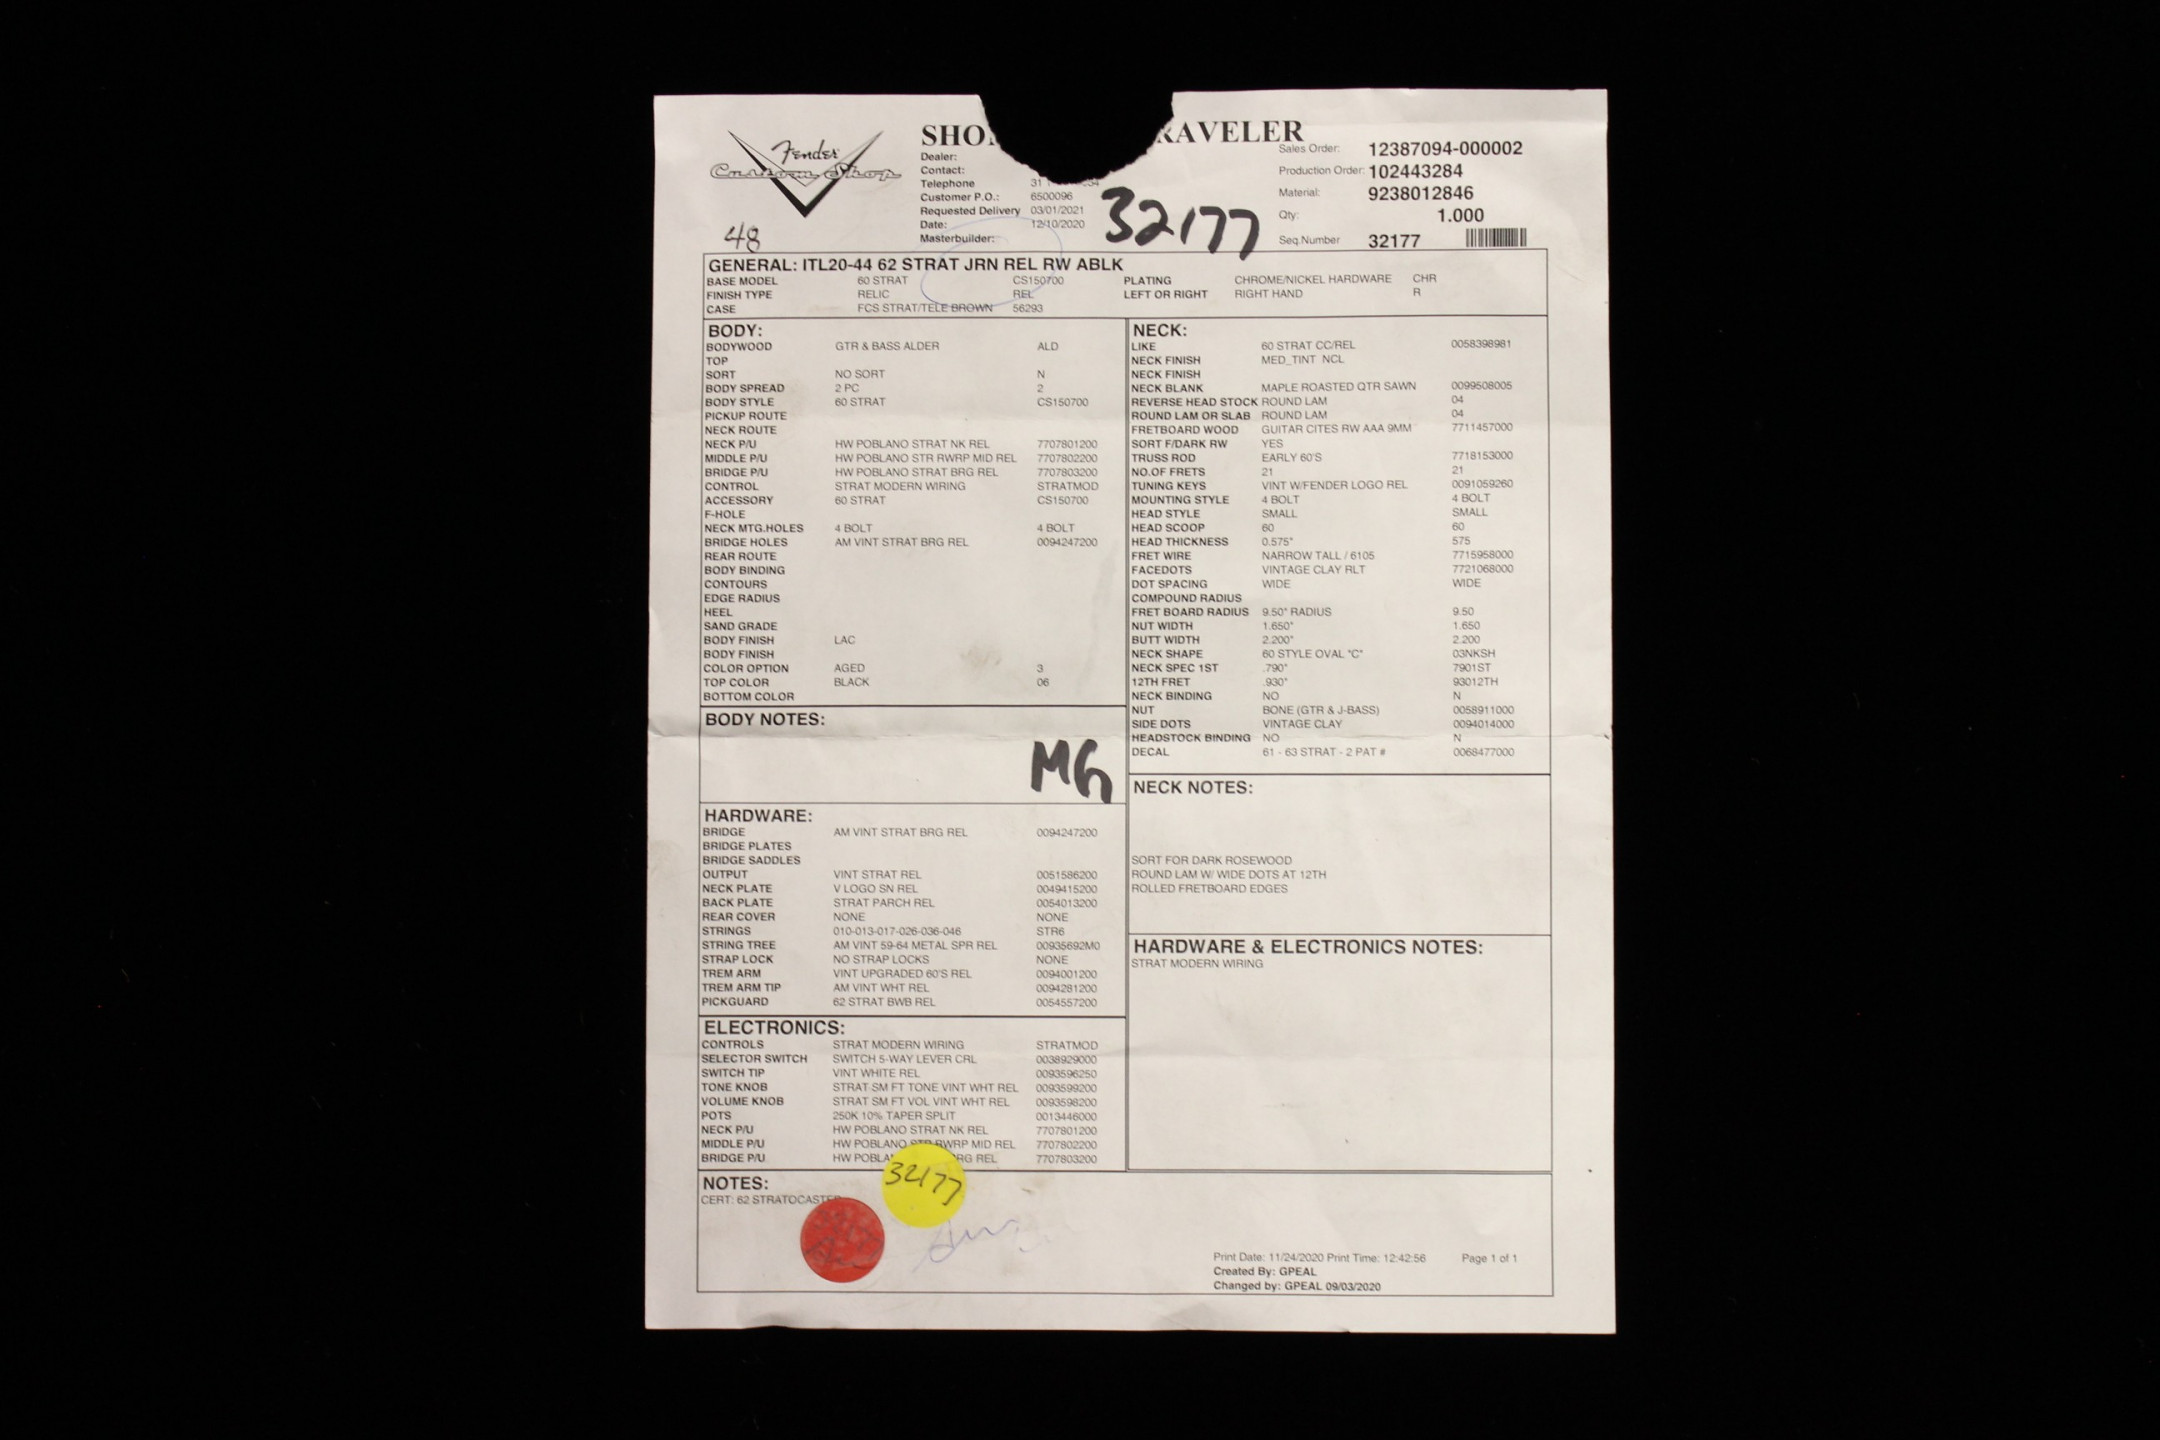 Fender
Custom Shop
48
SHO RAVELER
Dealer:
Contact:
Telephone 31
Customer P.O.: 6500096
Requested Delivery 03/01/2021
Date: 12/10/2020
Masterbuilder:
32177
Sales Order: 12387094-000002
Production Order: 102443284
Material: 9238012846
Qty: 1.000
Seq.Number 32177
GENERAL: ITL20-44 62 STRAT JRN REL RW ABLK
BASE MODEL 60 STRAT CS150700 PLATING CHROME/NICKEL HARDWARE CHR
FINISH TYPE RELIC REL LEFT OR RIGHT RIGHT HAND R
CASE FCS STRAT/TELE BROWN 56293
BODY:
BODYWOOD GTR & BASS ALDER ALD
TOP
SORT NO SORT N
BODY SPREAD 2 PC 2
BODY STYLE 60 STRAT CS150700
PICKUP ROUTE
NECK ROUTE
NECK P/U HW POBLANO STRAT NK REL 7707801200
MIDDLE P/U HW POBLANO STR RWRP MID REL 7707802200
BRIDGE P/U HW POBLANO STRAT BRG REL 7707803200
CONTROL STRAT MODERN WIRING STRATMOD
ACCESSORY 60 STRAT CS150700
F-HOLE
NECK MTG.HOLES 4 BOLT 4 BOLT
BRIDGE HOLES AM VINT STRAT BRG REL 0094247200
REAR ROUTE
BODY BINDING
CONTOURS
EDGE RADIUS
HEEL
SAND GRADE
BODY FINISH LAC
BODY FINISH
COLOR OPTION AGED 3
TOP COLOR BLACK 06
BOTTOM COLOR
BODY NOTES:
MG
HARDWARE:
BRIDGE AM VINT STRAT BRG REL 0094247200
BRIDGE PLATES
BRIDGE SADDLES
OUTPUT VINT STRAT REL 0051586200
NECK PLATE V LOGO SN REL 0049415200
BACK PLATE STRAT PARCH REL 0054013200
REAR COVER NONE NONE
STRINGS 010-013-017-026-036-046 STR6
STRING TREE AM VINT 59-64 METAL SPR REL 00935692M0
STRAP LOCK NO STRAP LOCKS NONE
TREM ARM VINT UPGRADED 60'S REL 0094001200
TREM ARM TIP AM VINT WHT REL 0094281200
PICKGUARD 62 STRAT BWB REL 0054557200
ELECTRONICS:
CONTROLS STRAT MODERN WIRING STRATMOD
SELECTOR SWITCH SWITCH 5-WAY LEVER CRL 0038929000
SWITCH TIP VINT WHITE REL 0093596250
TONE KNOB STRAT SM FT TONE VINT WHT REL 0093599200
VOLUME KNOB STRAT SM FT VOL VINT WHT REL 0093598200
POTS 250K 10% TAPER SPLIT 0013446000
NECK P/U HW POBLANO STRAT NK REL 7707801200
MIDDLE P/U HW POBLANO STR RWRP MID REL 7707802200
BRIDGE P/U HW POBLA RG REL 7707803200
NECK:
LIKE 60 STRAT CC/REL 0058398981
NECK FINISH MED_TINT NCL
NECK FINISH
NECK BLANK MAPLE ROASTED QTR SAWN 0099508005
REVERSE HEAD STOCK ROUND LAM 04
ROUND LAM OR SLAB ROUND LAM 04
FRETBOARD WOOD GUITAR CITES RW AAA 9MM 7711457000
SORT F/DARK RW YES
TRUSS ROD EARLY 60'S 7718153000
NO.OF FRETS 21 21
TUNING KEYS VINT W/FENDER LOGO REL 0091059260
MOUNTING STYLE 4 BOLT 4 BOLT
HEAD STYLE SMALL SMALL
HEAD SCOOP 60 60
HEAD THICKNESS 0.575" 575
FRET WIRE NARROW TALL / 6105 7715958000
FACEDOTS VINTAGE CLAY RLT 7721068000
DOT SPACING WIDE WIDE
COMPOUND RADIUS
FRET BOARD RADIUS 9.50" RADIUS 9.50
NUT WIDTH 1.650" 1.650
BUTT WIDTH 2.200" 2.200
NECK SHAPE 60 STYLE OVAL "C" 03NKSH
NECK SPEC 1ST .790" 7901ST
12TH FRET .930" 93012TH
NECK BINDING NO N
NUT BONE (GTR & J-BASS) 0058911000
SIDE DOTS VINTAGE CLAY 0094014000
HEADSTOCK BINDING NO N
DECAL 61 - 63 STRAT - 2 PAT # 0068477000
NECK NOTES:
SORT FOR DARK ROSEWOOD
ROUND LAM W/ WIDE DOTS AT 12TH
ROLLED FRETBOARD EDGES
HARDWARE & ELECTRONICS NOTES:
STRAT MODERN WIRING
NOTES:
CERT: 62 STRATOCASTER
32177
Print Date: 11/24/2020 Print Time: 12:42:56 Page 1 of 1
Created By: GPEAL
Changed by: GPEAL 09/03/2020